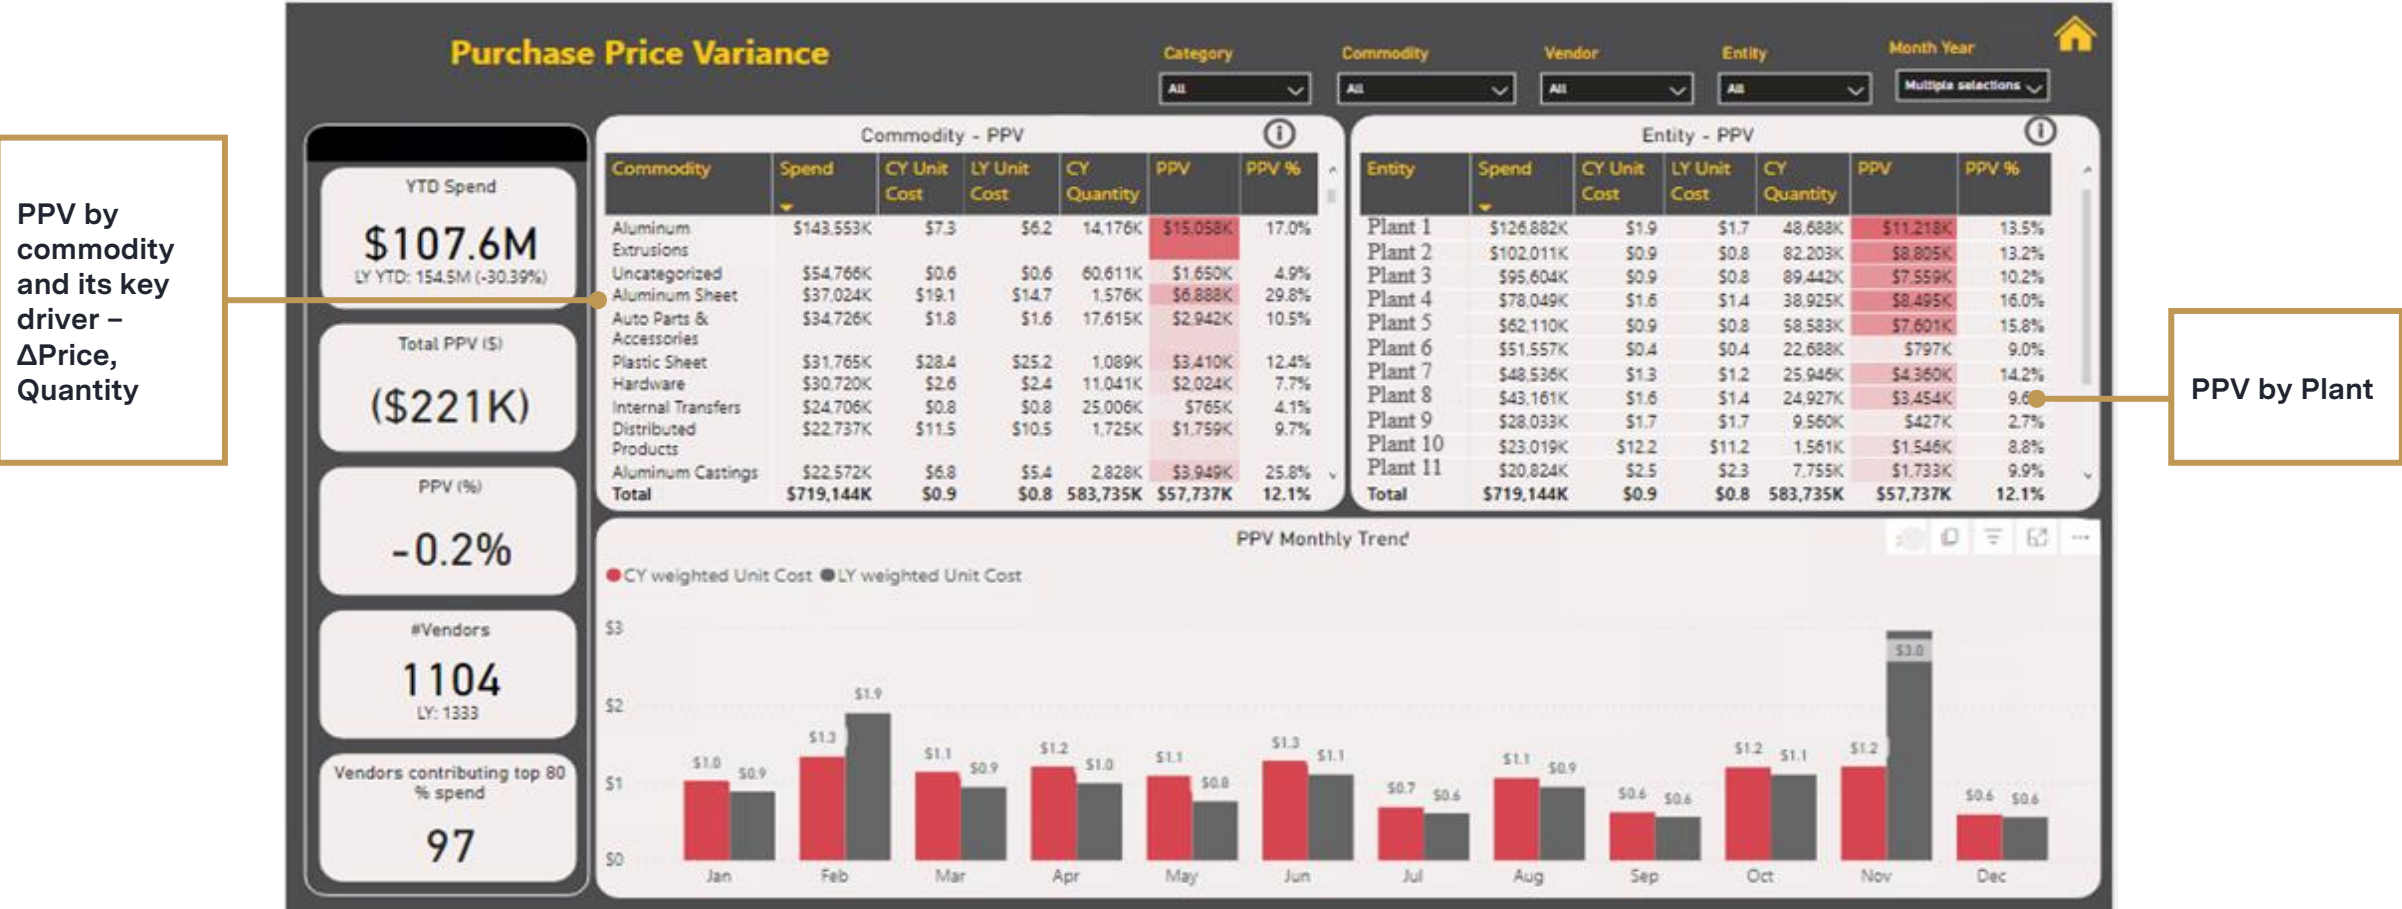 Purchase Price Variance
Category
Commodity
Vendor
Entity
Month Year
All
All
All
All
Multiple selections
PPV by
commodity
and its key
driver –
ΔPrice,
Quantity
YTD Spend
$107.6M
LY YTD: 154.5M (-30.39%)
Total PPV ($)
($221K)
PPV (%)
-0.2%
#Vendors
1104
LY: 1333
Vendors contributing top 80
% spend
97
Commodity - PPV
Commodity Spend CY Unit Cost LY Unit Cost CY Quantity PPV PPV %
Aluminum Extrusions $143,553K $7.3 $6.2 14,176K $15,058K 17.0%
Uncategorized $54,766K $0.6 $0.6 60,611K $1,650K 4.9%
Aluminum Sheet $37,024K $19.1 $14.7 1,576K $6,888K 29.8%
Auto Parts & Accessories $34,726K $1.8 $1.6 17,615K $2,942K 10.5%
Plastic Sheet $31,765K $28.4 $25.2 1,089K $3,410K 12.4%
Hardware $30,720K $2.6 $2.4 11,041K $2,024K 7.7%
Internal Transfers $24,706K $0.8 $0.8 25,006K $765K 4.1%
Distributed Products $22,737K $11.5 $10.5 1,725K $1,759K 9.7%
Aluminum Castings $22,572K $6.8 $5.4 2,828K $3,949K 25.8%
Total $719,144K $0.9 $0.8 583,735K $57,737K 12.1%
Entity - PPV
Entity Spend CY Unit Cost LY Unit Cost CY Quantity PPV PPV %
Plant 1 $126,882K $1.9 $1.7 48,688K $11,218K 13.5%
Plant 2 $102,011K $0.9 $0.8 82,203K $8,805K 13.2%
Plant 3 $95,604K $0.9 $0.8 89,442K $7,559K 10.2%
Plant 4 $78,049K $1.6 $1.4 38,925K $8,495K 16.0%
Plant 5 $62,110K $0.9 $0.8 58,583K $7,601K 15.8%
Plant 6 $51,557K $0.4 $0.4 22,688K $797K 9.0%
Plant 7 $48,536K $1.3 $1.2 25,946K $4,360K 14.2%
Plant 8 $43,161K $1.6 $1.4 24,927K $3,454K
Plant 9 $28,033K $1.7 $1.7 9,560K $427K 2.7%
Plant 10 $23,019K $12.2 $11.2 1,561K $1,546K 8.8%
Plant 11 $20,824K $2.5 $2.3 7,755K $1,733K 9.9%
Total $719,144K $0.9 $0.8 583,735K $57,737K 12.1%
PPV by Plant
PPV Monthly Trend
CY weighted Unit Cost LY weighted Unit Cost
$3
$2
$1
$0
$1.0 $0.9
$1.3 $1.9
$1.1 $0.9
$1.2 $1.0
$1.1 $0.8
$1.3 $1.1
$0.7 $0.6
$1.1 $0.9
$0.6 $0.6
$1.2 $1.1
$1.2 $3.0
$0.6 $0.6
Jan Feb Mar Apr May Jun Jul Aug Sep Oct Nov Dec